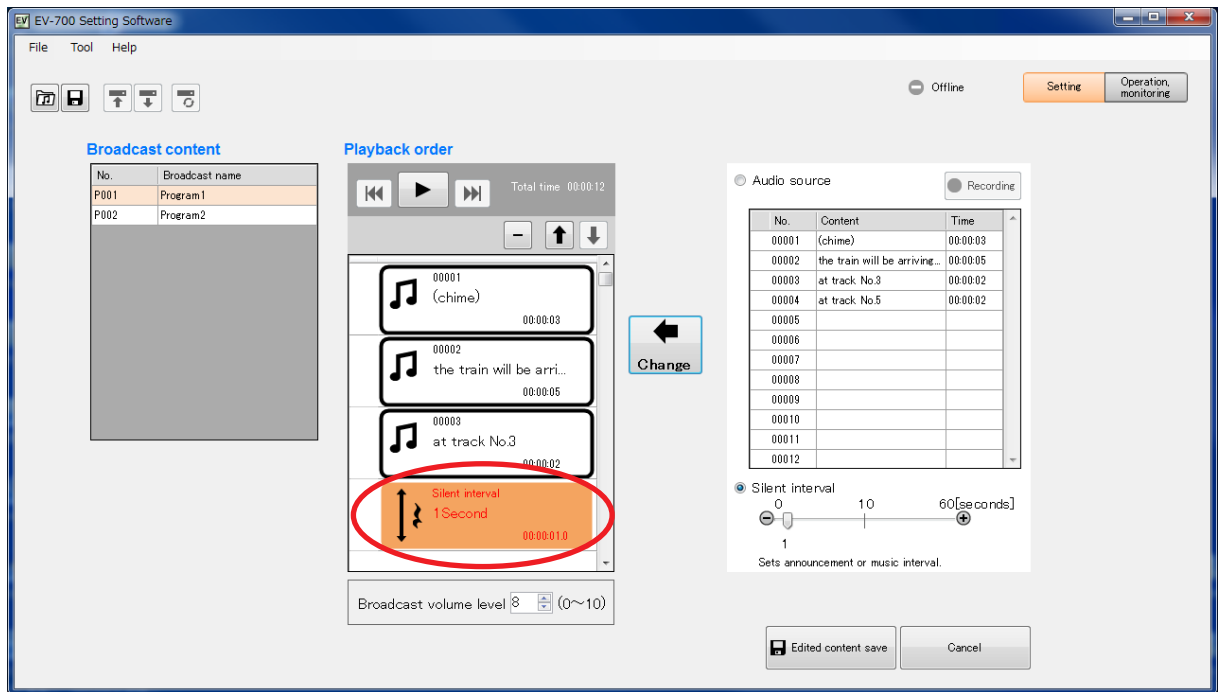 EV EV-700 Setting Software
File Tool Help
Offline
Setting
Operation,
monitoring
Broadcast content
No. Broadcast name
P001 Program1
P002 Program2
Playback order
Total time 00:00:12
00001
(chime)
00:00:03
00002
the train will be arri...
00:00:05
00003
at track No.3
00:00:02
Silent interval
1Second
00:00:01.0
Broadcast volume level 8 (0～10)
Change
Audio source
Recording
No. Content Time
00001 (chime) 00:00:03
00002 the train will be arriving... 00:00:05
00003 at track No.3 00:00:02
00004 at track No.5 00:00:02
00005
00006
00007
00008
00009
00010
00011
00012
Silent interval
0 10 60[seconds]
1
Sets announcement or music interval.
Edited content save
Cancel